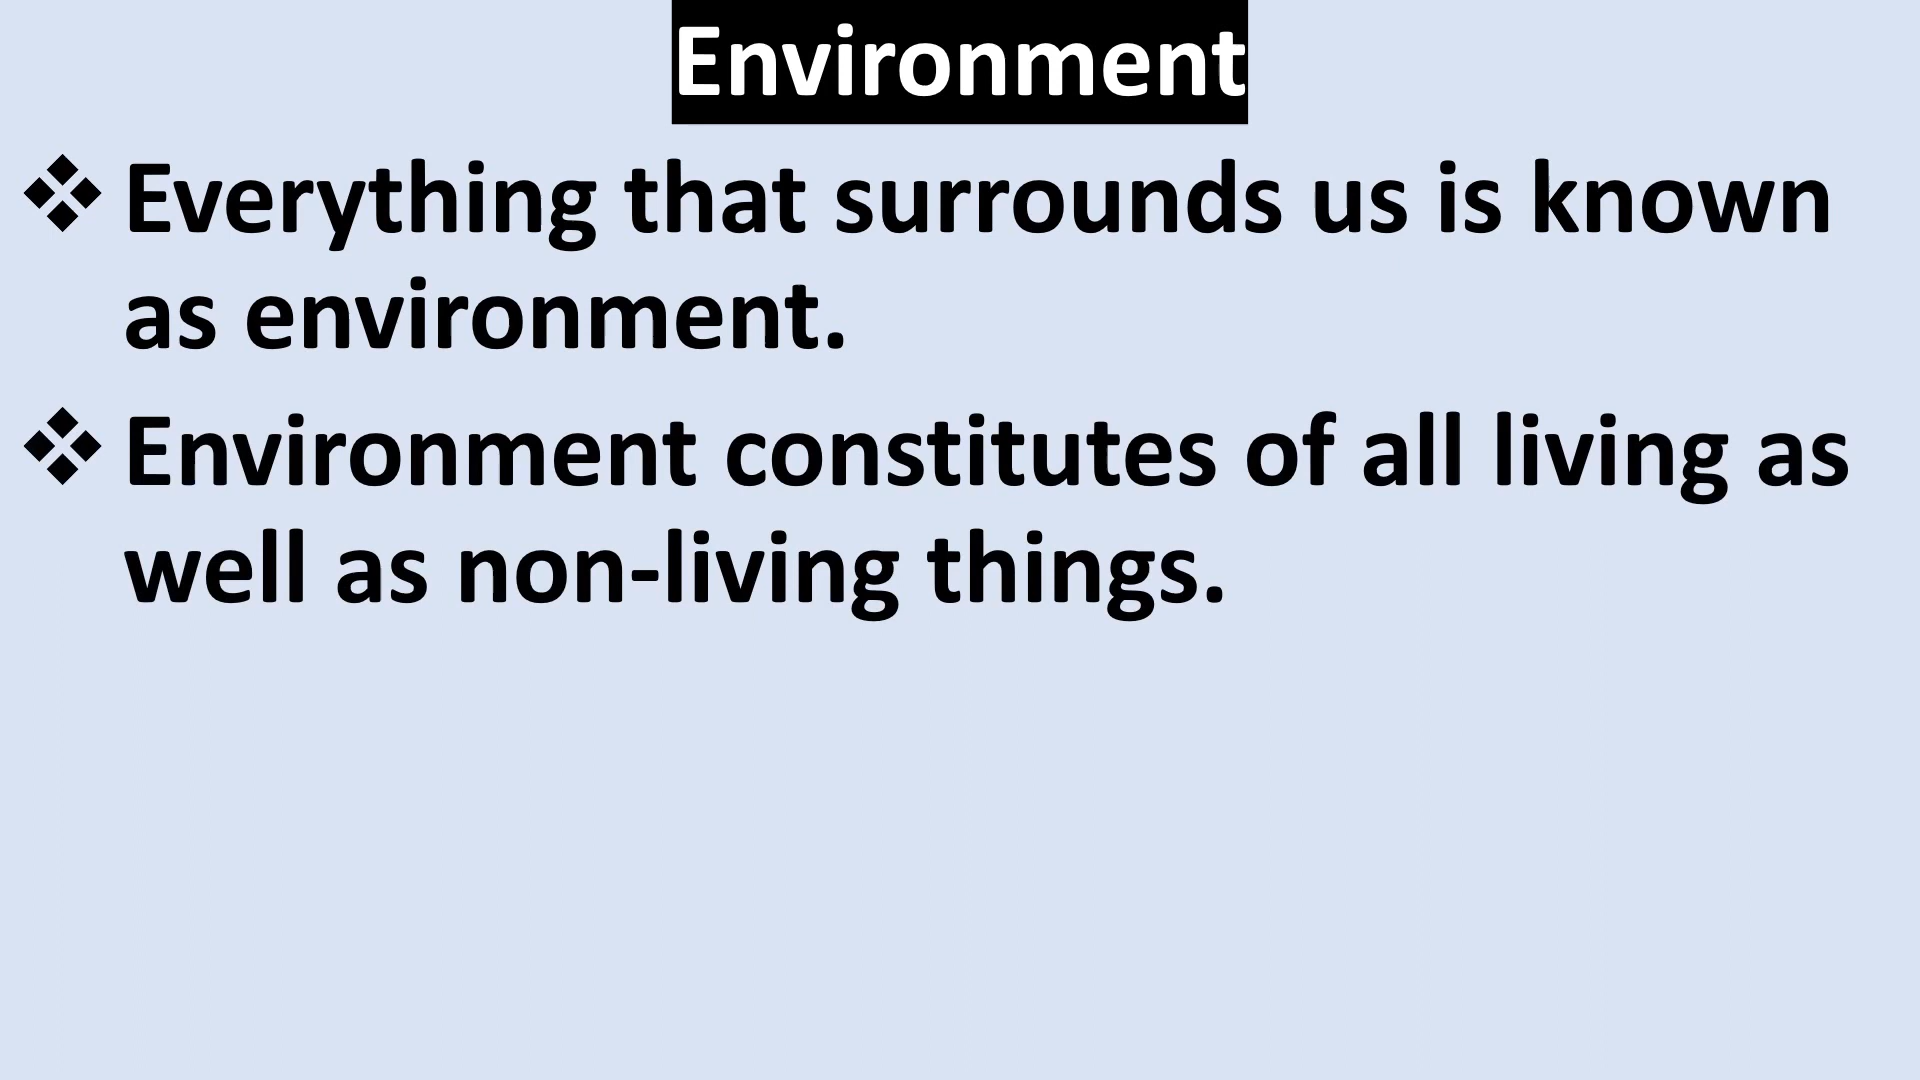 Environment
❖ Everything that surrounds us is known
as environment.
❖ Environment constitutes of all living as
well as non-living things.